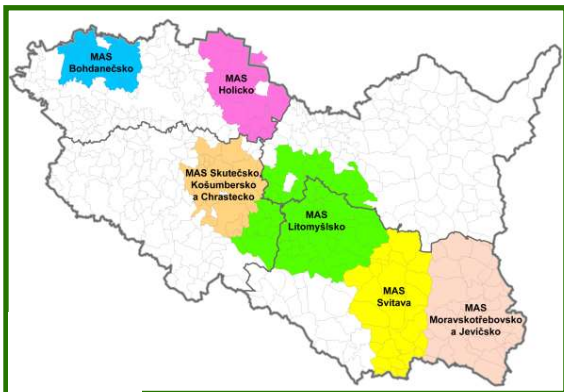 MAS
Bohdanečsko
MAS
Holicko
MAS Skutečsko,
Košumbersko
a Chrastecko
MAS
Litomyšlsko
MAS
Svitava
MAS
Moravskotřebovsko
a Jevíčsko